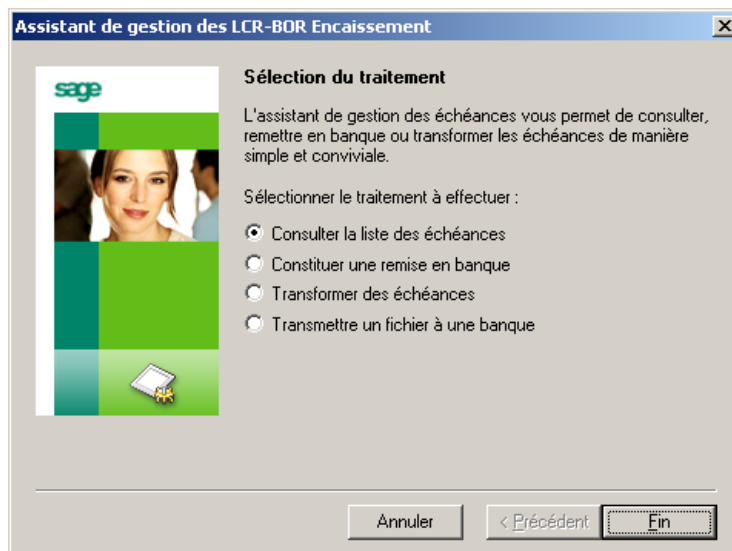 Assistant de gestion des LCR-BOR Encaissement
sage
Sélection du traitement
L'assistant de gestion des échéances vous permet de consulter,
remettre en banque ou transformer les échéances de manière
simple et conviviale.
Sélectionner le traitement à effectuer :
Consulter la liste des échéances
Constituer une remise en banque
Transformer des échéances
Transmettre un fichier à une banque
Annuler
< Précédent
Fin